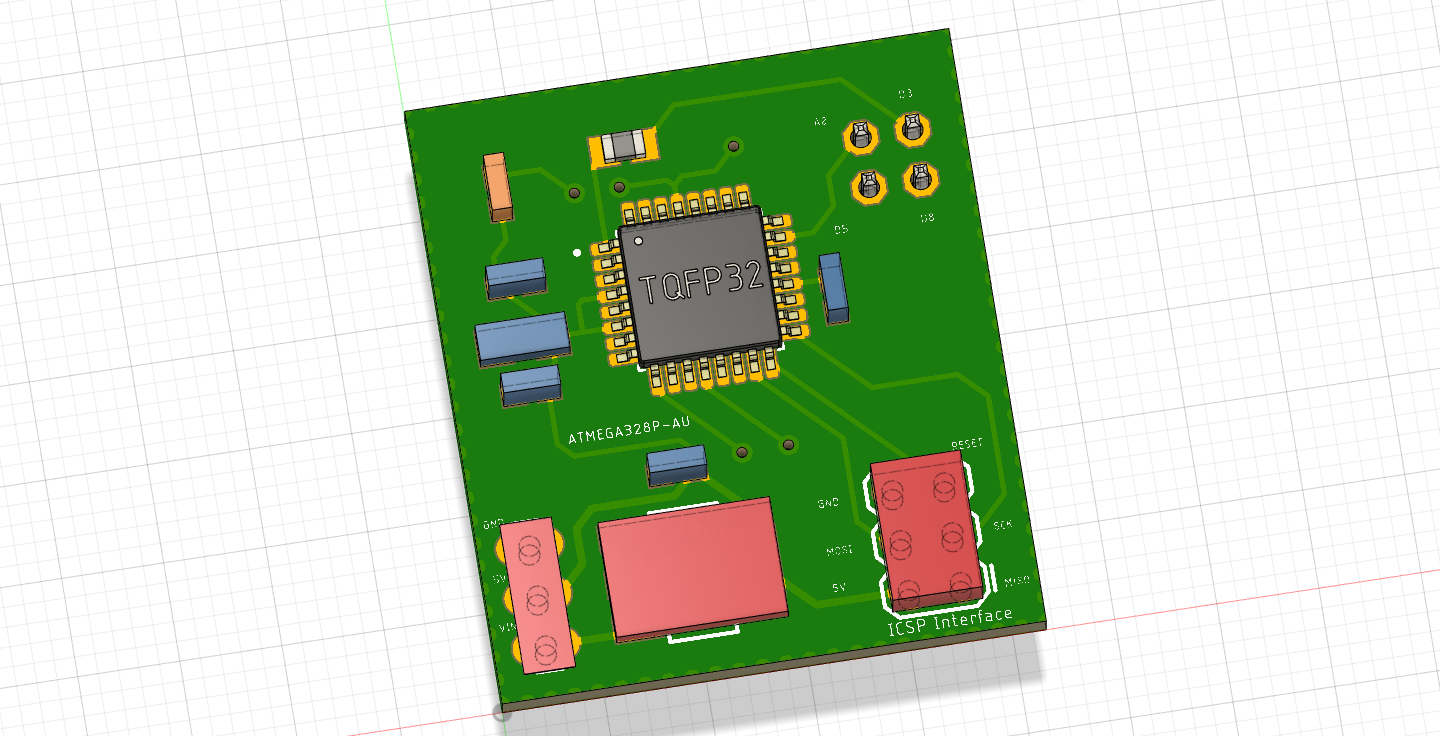 D3
A2
D8
D5
TQFP32
ATMEGA328P-AU
RESET
GND
GND
SCK
MOSI
5V
5V
MISO
VIN
ICSP Interface